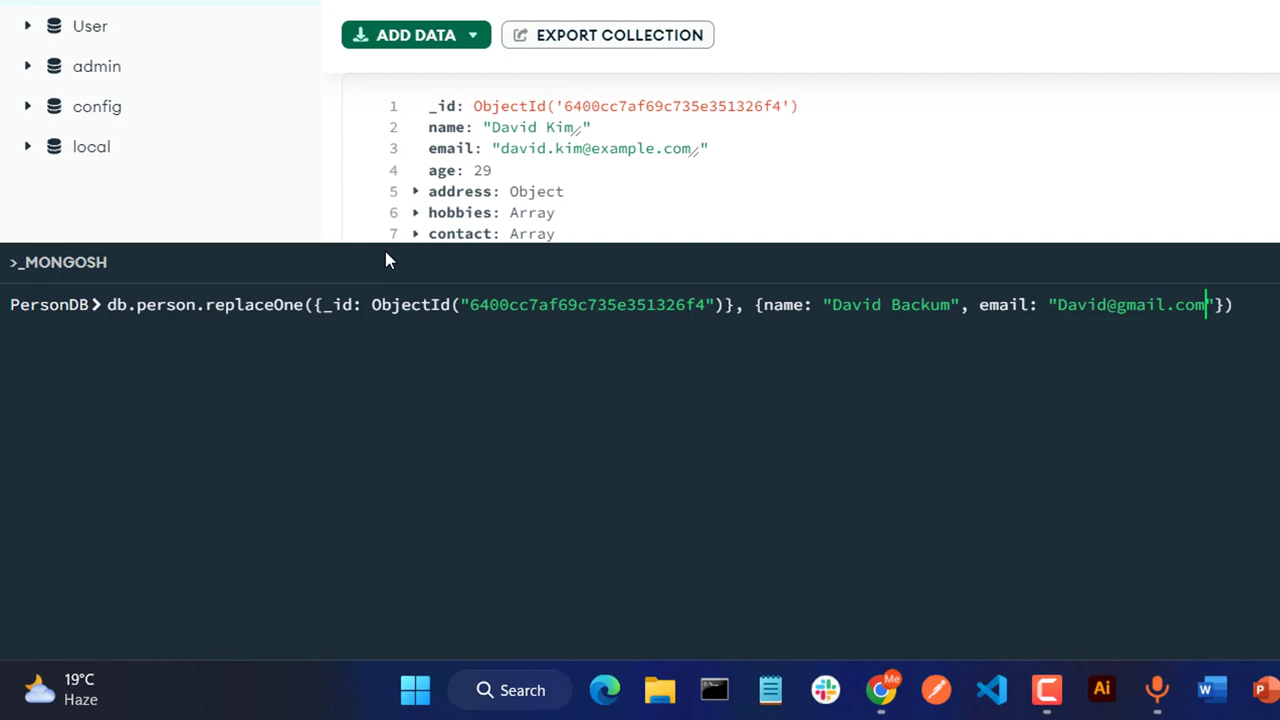 User
admin
config
local
ADD DATA
EXPORT COLLECTION
1 _id: ObjectId('6400cc7af69c735e351326f4')
2 name: "David Kim"
3 email: "david.kim@example.com"
4 age: 29
5 address: Object
6 hobbies: Array
7 contact: Array
>_MONGOSH
PersonDB> db.person.replaceOne({_id: ObjectId("6400cc7af69c735e351326f4")}, {name: "David Backum", email: "David@gmail.com"})
19°C
Haze
Search
Me
Ai
W
P